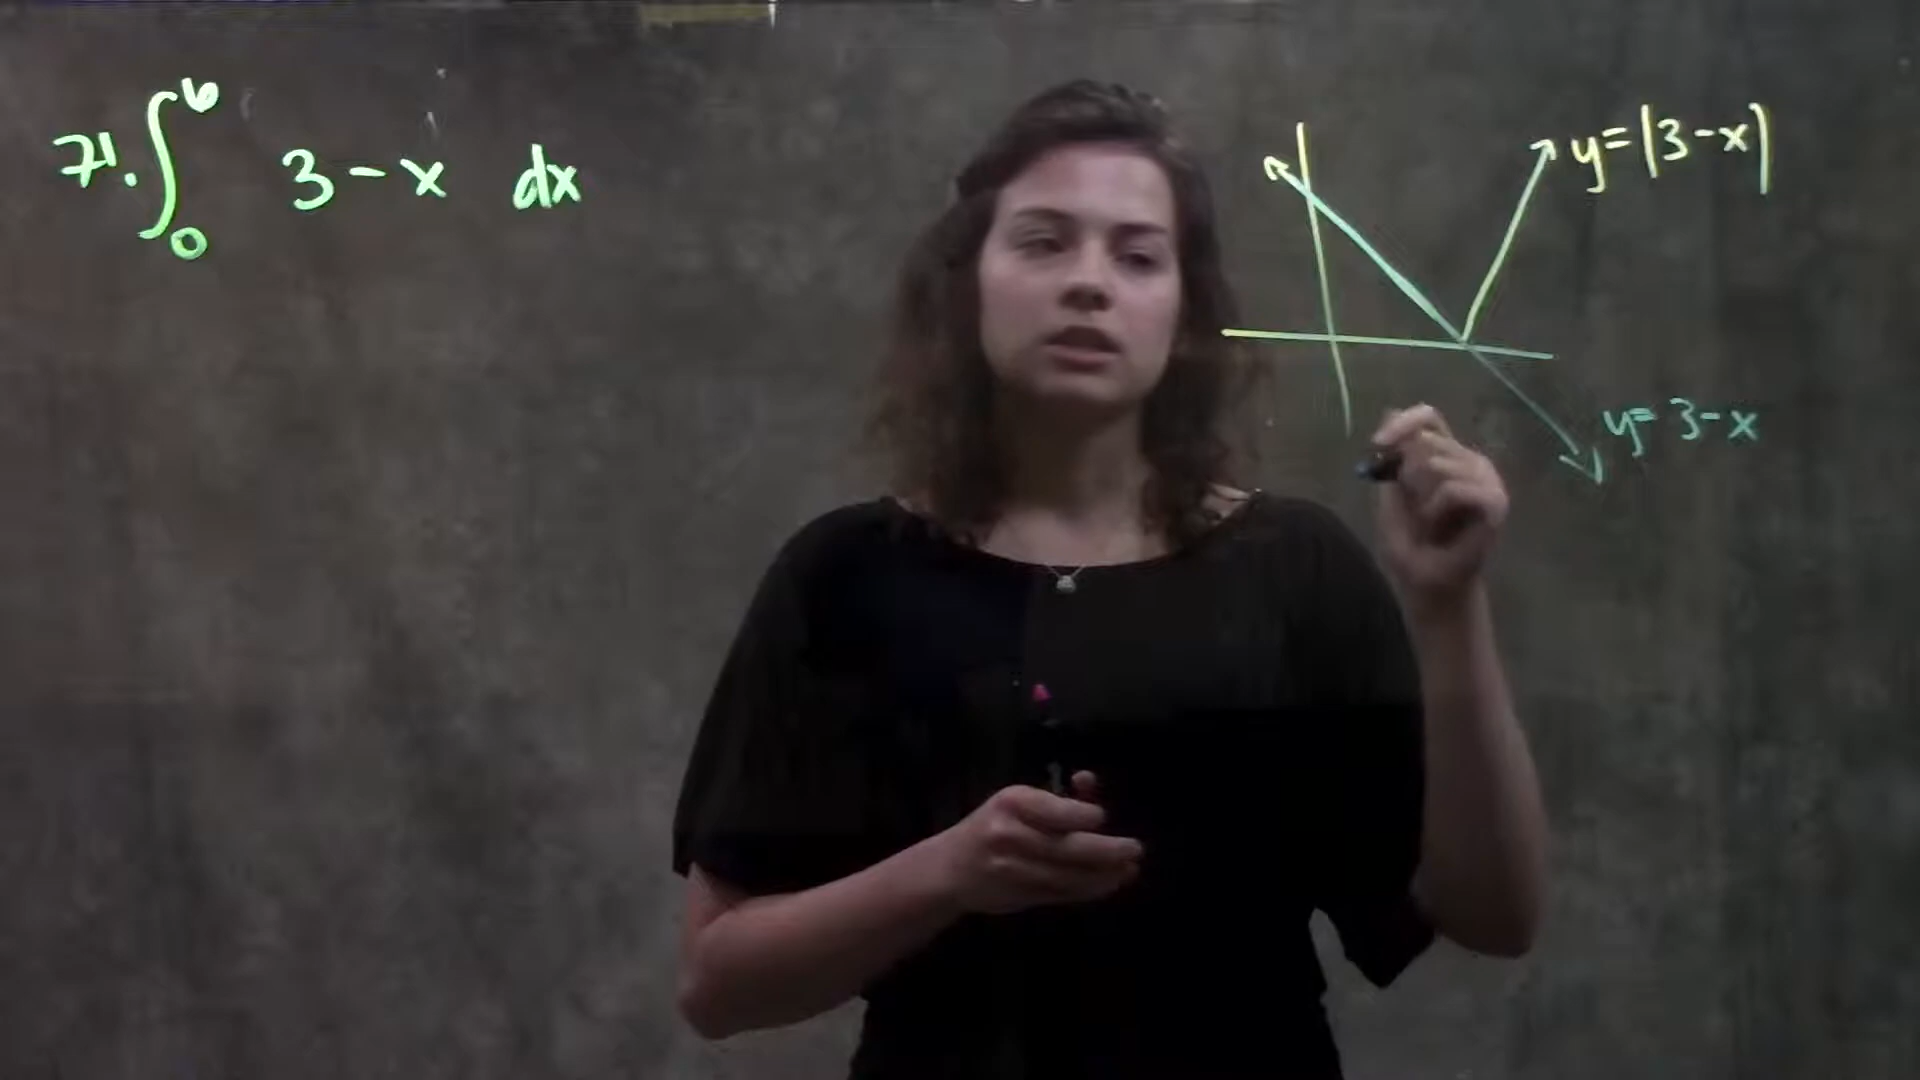 71. ∫₀⁶ 3-x dx
y=|3-x|
y= 3-x